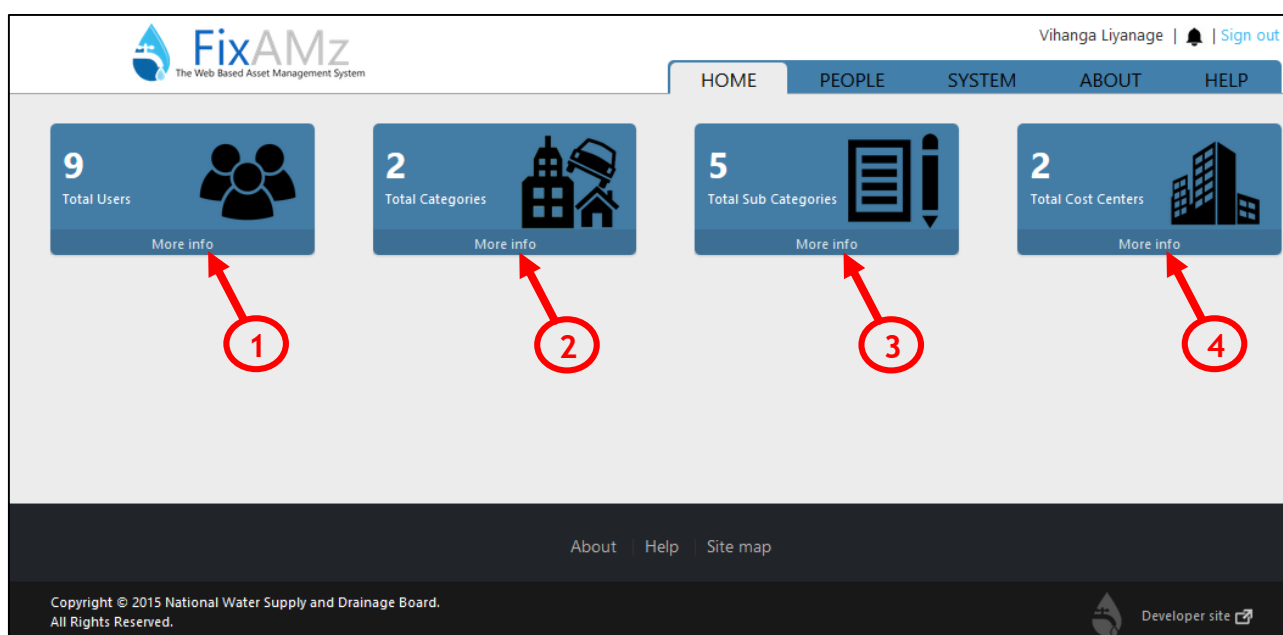 FixAMz
The Web Based Asset Management System
Vihanga Liyanage | | Sign out
HOME PEOPLE SYSTEM ABOUT HELP
9
Total Users
More info
2
Total Categories
More info
5
Total Sub Categories
More info
2
Total Cost Centers
More info
1
2
3
4
About | Help | Site map
Copyright © 2015 National Water Supply and Drainage Board.
All Rights Reserved.
Developer site